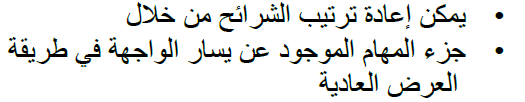 • يمكن إعادة ترتيب الشرائح من خلال
• جزء المهام الموجود عن يسار الواجهة في طريقة
العرض العادية